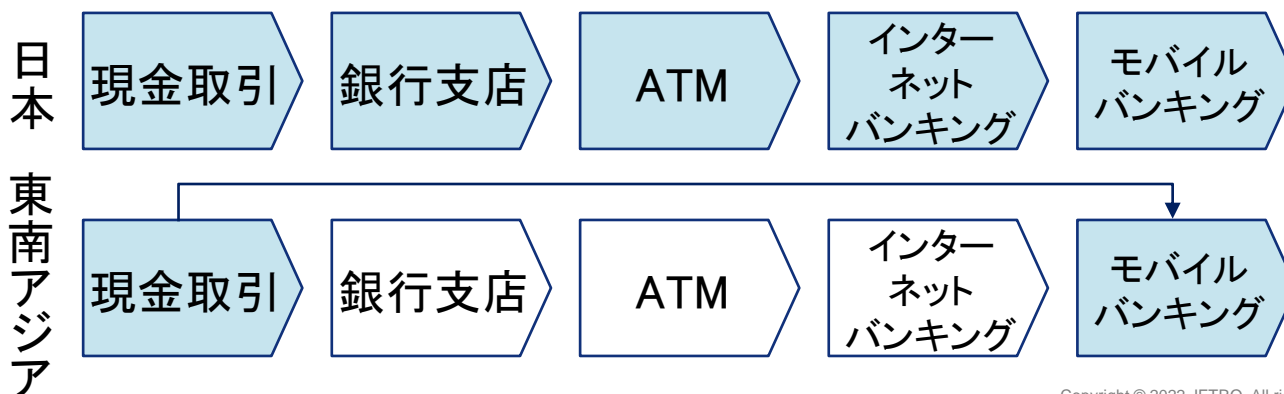 日本
現金取引
銀行支店
ATM
インター
ネット
バンキング
モバイル
バンキング
東南アジア
現金取引
銀行支店
ATM
インター
ネット
バンキング
モバイル
バンキング